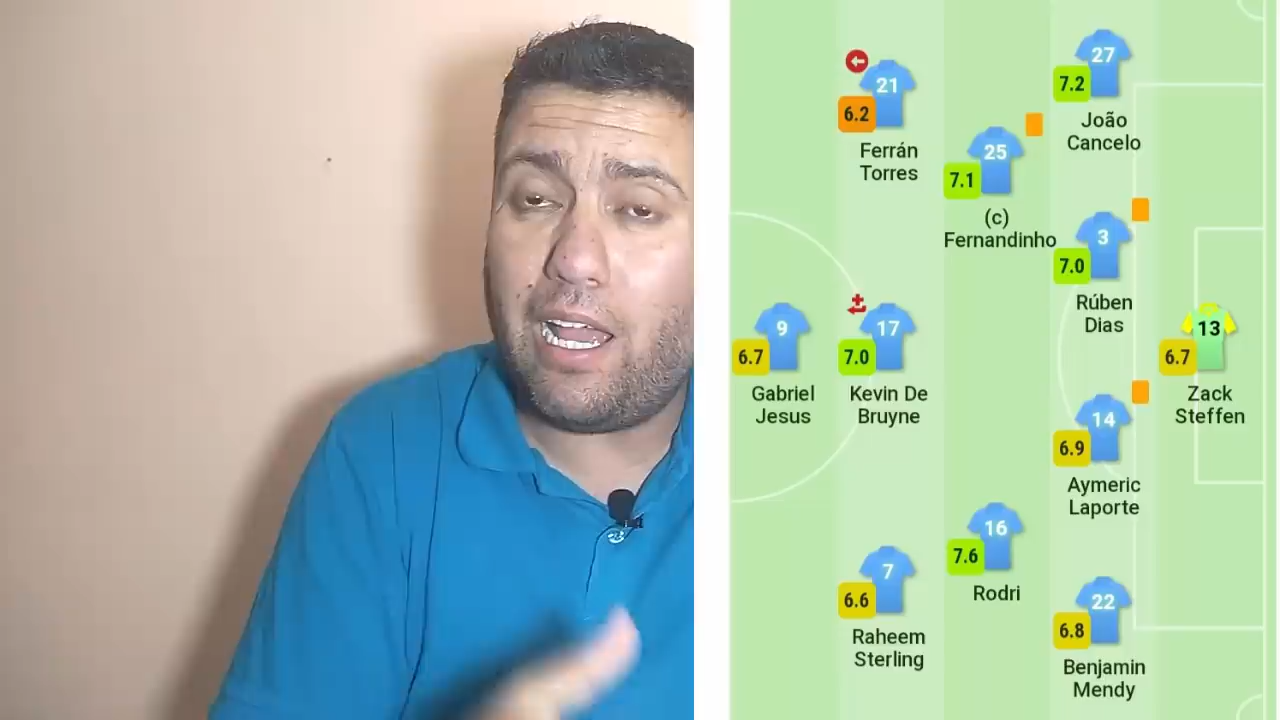 27
7.2
João
Cancelo
21
6.2
Ferrán
Torres
25
7.1
(c)
Fernandinho
3
7.0
Rúben
Dias
9
6.7
Gabriel
Jesus
17
7.0
Kevin De
Bruyne
13
6.7
Zack
Steffen
14
6.9
Aymeric
Laporte
16
7.6
Rodri
7
6.6
Raheem
Sterling
22
6.8
Benjamin
Mendy